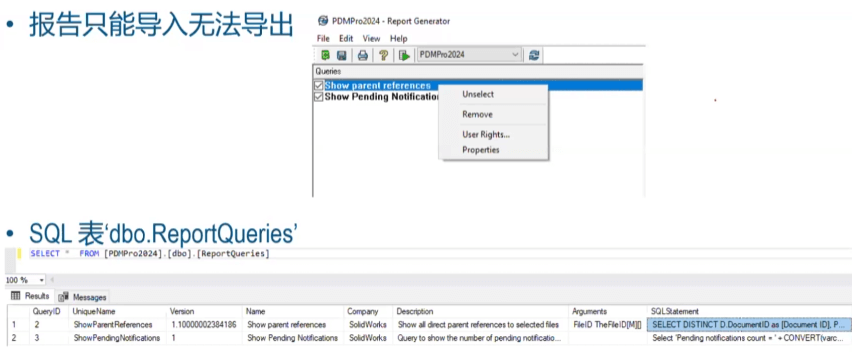 • 报告只能导入无法导出
PDMPro2024 - Report Generator
File Edit View Help
PDMPro2024
Queries
Show parent references
Show Pending Notification
Unselect
Remove
User Rights...
Properties
• SQL 表‘dbo.ReportQueries’
SELECT * FROM [PDMPro2024].[dbo].[ReportQueries]
100 %
Results Messages
QueryID UniqueName Version Name Company Description Arguments SQLStatement
1 2 ShowParentReferences 1.10000002384186 Show parent references SolidWorks Show all direct parent references to selected files FileID TheFileID[M][] SELECT DISTINCT D.DocumentID as [Document ID], P...
2 3 ShowPendingNotifications 1 Show Pending Notifications SolidWorks Query to show the number of pending notificatio... Select 'Pending notifications count = ' + CONVERT(varc...